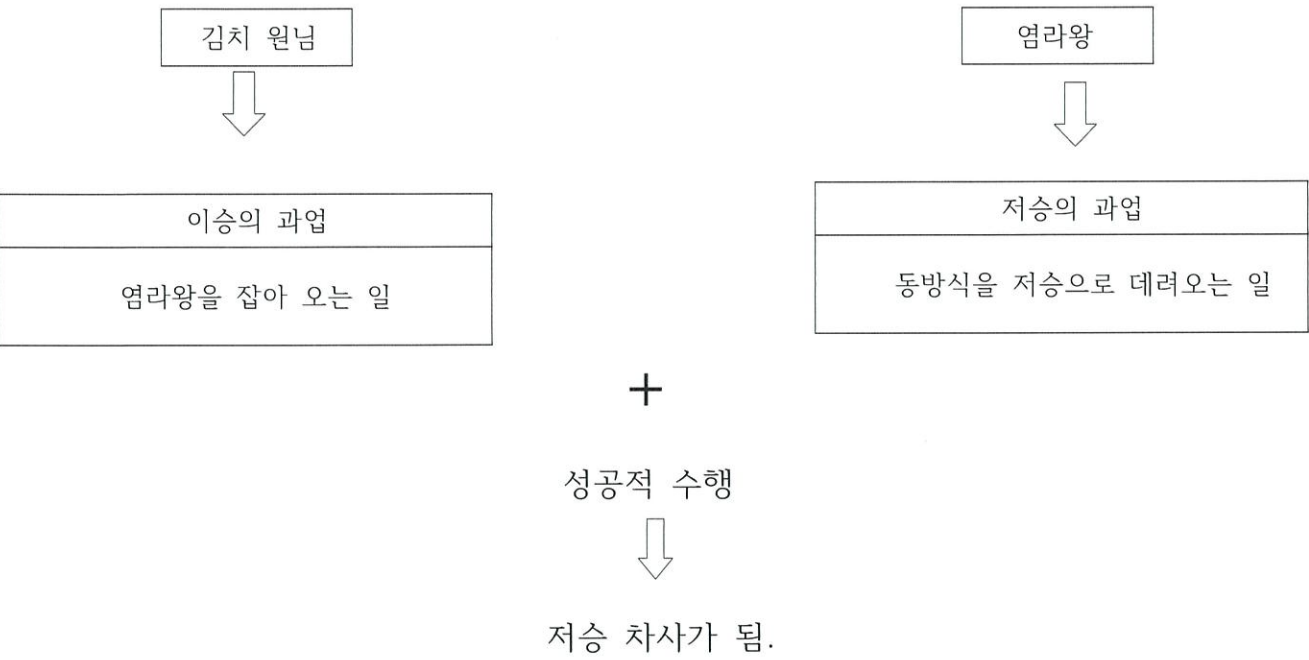 김치 원님
염라왕
이승의 과업
저승의 과업
염라왕을 잡아 오는 일
동방식을 저승으로 데려오는 일
+
성공적 수행
저승 차사가 됨.